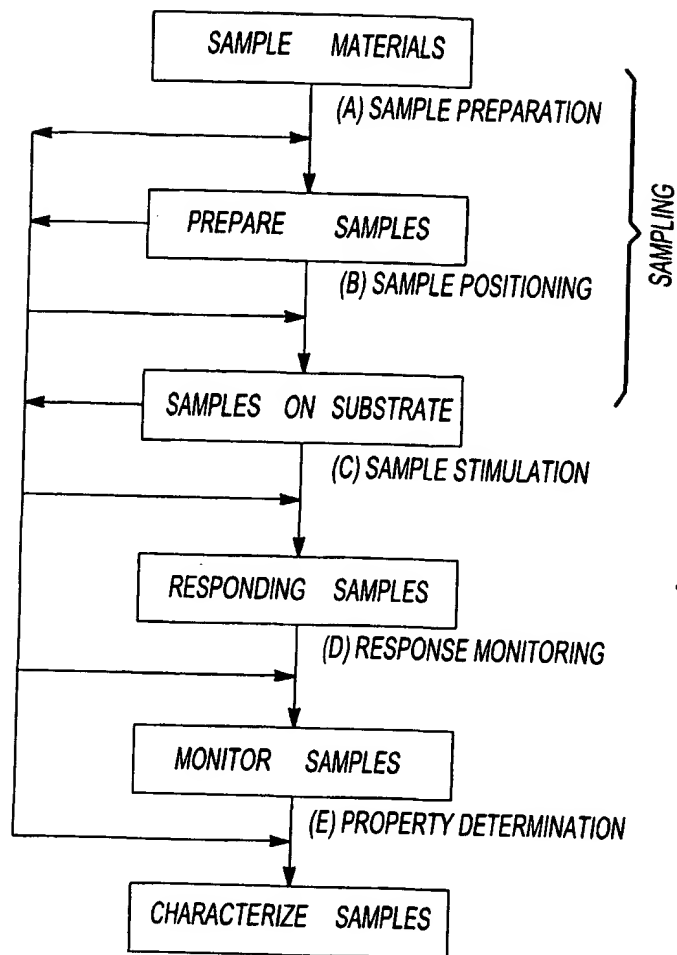 SAMPLE MATERIALS
(A) SAMPLE PREPARATION
PREPARE SAMPLES
(B) SAMPLE POSITIONING
SAMPLING
SAMPLES ON SUBSTRATE
(C) SAMPLE STIMULATION
RESPONDING SAMPLES
(D) RESPONSE MONITORING
MONITOR SAMPLES
(E) PROPERTY DETERMINATION
CHARACTERIZE SAMPLES